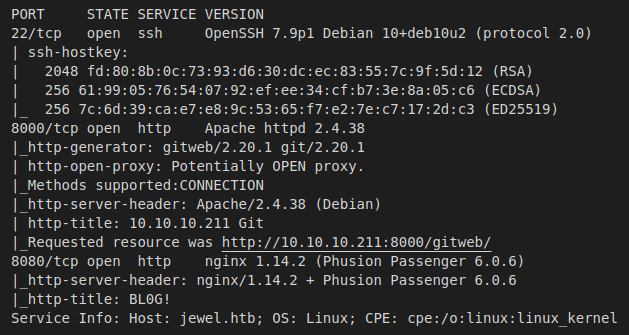 PORT     STATE SERVICE VERSION
22/tcp   open  ssh     OpenSSH 7.9p1 Debian 10+deb10u2 (protocol 2.0)
| ssh-hostkey:
|   2048 fd:80:8b:0c:73:93:d6:30:dc:ec:83:55:7c:9f:5d:12 (RSA)
|   256 61:99:05:76:54:07:92:ef:ee:34:cf:b7:3e:8a:05:c6 (ECDSA)
|_  256 7c:6d:39:ca:e7:e8:9c:53:65:f7:e2:7e:c7:17:2d:c3 (ED25519)
8000/tcp open  http    Apache httpd 2.4.38
|_http-generator: gitweb/2.20.1 git/2.20.1
| http-open-proxy: Potentially OPEN proxy.
|_Methods supported:CONNECTION
|_http-server-header: Apache/2.4.38 (Debian)
| http-title: 10.10.10.211 Git
|_Requested resource was http://10.10.10.211:8000/gitweb/
8080/tcp open  http    nginx 1.14.2 (Phusion Passenger 6.0.6)
|_http-server-header: nginx/1.14.2 + Phusion Passenger 6.0.6
|_http-title: BL0G!
Service Info: Host: jewel.htb; OS: Linux; CPE: cpe:/o:linux:linux_kernel